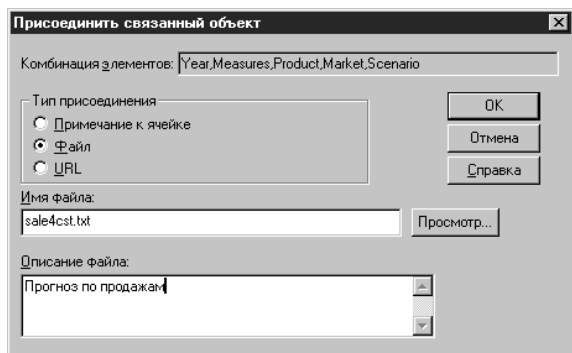 Присоединить связанный объект
Комбинация элементов: Year,Measures,Product,Market,Scenario
Тип присоединения
Примечание к ячейке
Файл
URL
OK
Отмена
Справка
Имя файла:
sale4cst.txt
Просмотр...
Описание файла:
Прогноз по продажам